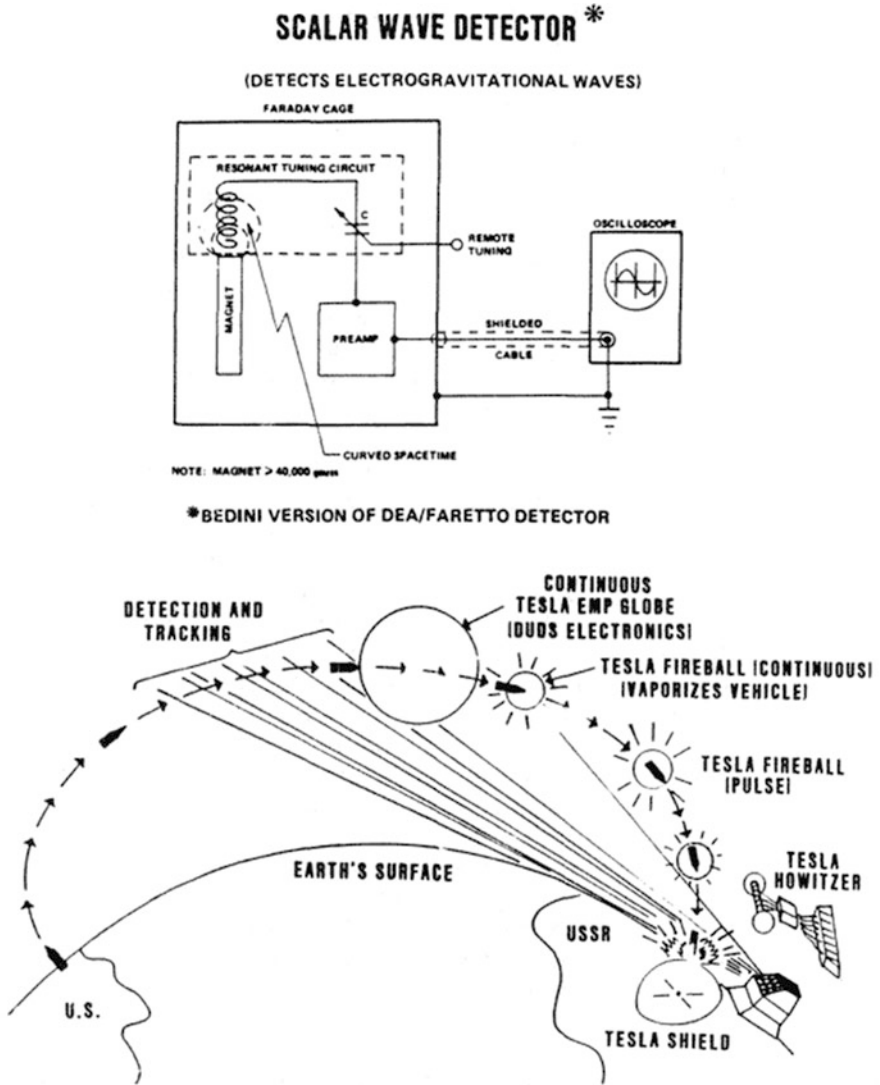 SCALAR WAVE DETECTOR *
(DETECTS ELECTROGRAVITATIONAL WAVES)
FARADAY CAGE
RESONANT TUNING CIRCUIT
C
OSCILLOSCOPE
REMOTE
TUNING
MAGNET
PREAMP
SHIELDED
CABLE
CURVED SPACETIME
NOTE: MAGNET > 40,000 gauss
*BEDINI VERSION OF DEA/FARETTO DETECTOR
CONTINUOUS
TESLA EMP GLOBE
(DUDS ELECTRONICS)
DETECTION AND
TRACKING
TESLA FIREBALL (CONTINUOUS)
(VAPORIZES VEHICLE)
TESLA FIREBALL
(PULSE)
TESLA
HOWITZER
EARTH'S SURFACE
USSR
U.S.
TESLA SHIELD